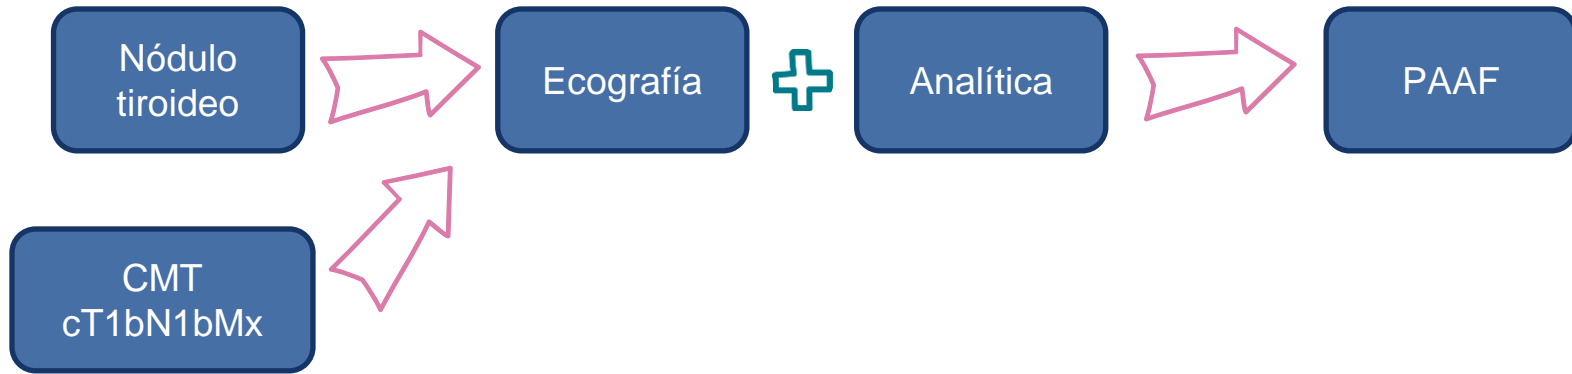 Nódulo
tiroideo
Ecografía
Analítica
PAAF
CMT
cT1bN1bMx